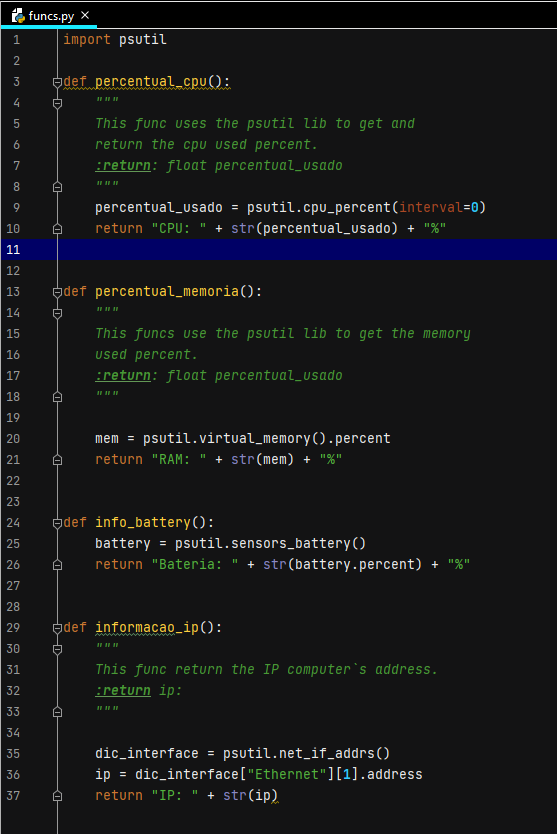 funcs.py ×
1 import psutil
2
3 def percentual_cpu():
4 """
5 This func uses the psutil lib to get and
6 return the cpu used percent.
7 :return: float percentual_usado
8 """
9 percentual_usado = psutil.cpu_percent(interval=0)
10 return "CPU: " + str(percentual_usado) + "%"
11
12
13 def percentual_memoria():
14 """
15 This funcs use the psutil lib to get the memory
16 used percent.
17 :return: float percentual_usado
18 """
19
20 mem = psutil.virtual_memory().percent
21 return "RAM: " + str(mem) + "%"
22
23
24 def info_battery():
25 battery = psutil.sensors_battery()
26 return "Bateria: " + str(battery.percent) + "%"
27
28
29 def informacao_ip():
30 """
31 This func return the IP computer`s address.
32 :return ip:
33 """
34
35 dic_interface = psutil.net_if_addrs()
36 ip = dic_interface["Ethernet"][1].address
37 return "IP: " + str(ip)